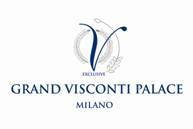 V
EXCLUSIVE
GRAND VISCONTI PALACE
MILANO